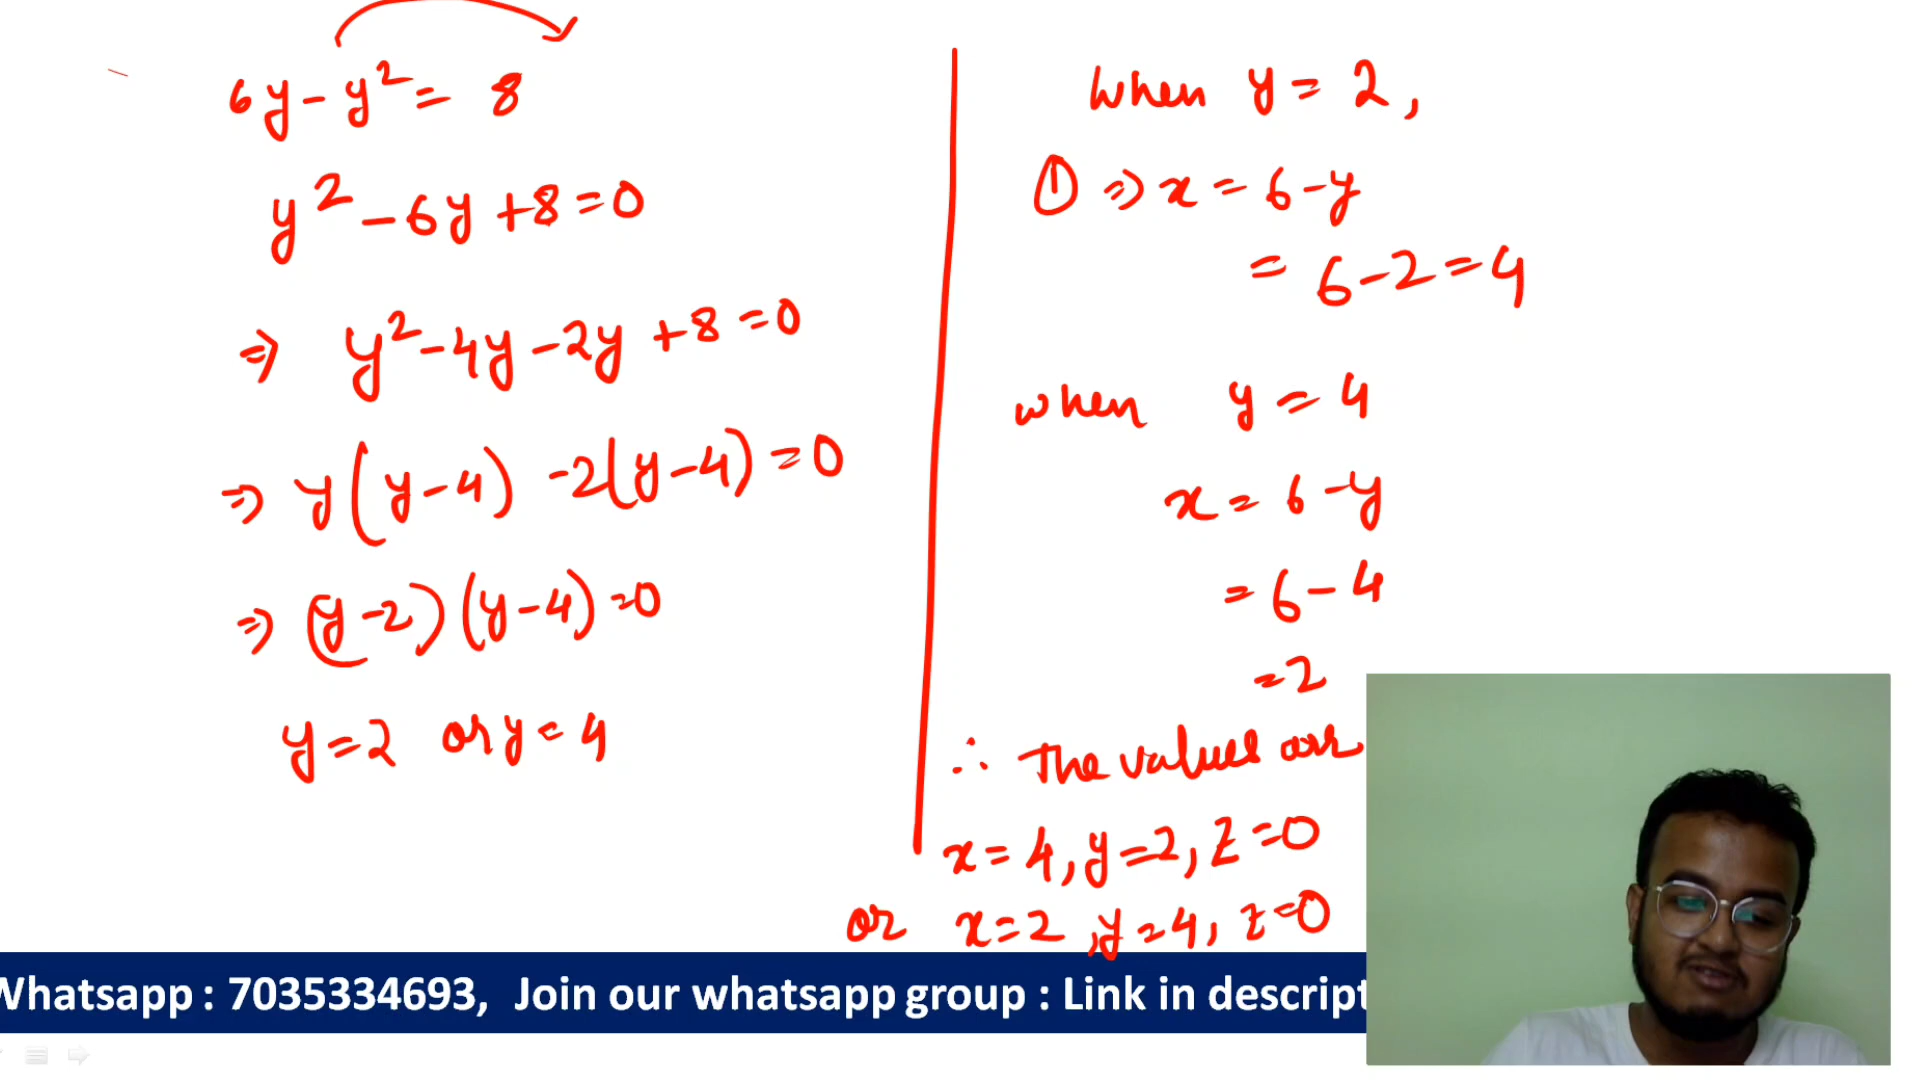 6y - y² = 8
y² - 6y + 8 = 0
⇒ y² - 4y - 2y + 8 = 0
⇒ y(y - 4) - 2(y - 4) = 0
⇒ (y - 2)(y - 4) = 0
y = 2 or y = 4
When y = 2,
① ⇒ x = 6 - y
= 6 - 2 = 4
when y = 4
x = 6 - y
= 6 - 4
= 2
∴ The values are
x = 4, y = 2, z = 0
or x = 2, y = 4, z = 0
Whatsapp : 7035334693, Join our whatsapp group : Link in descript